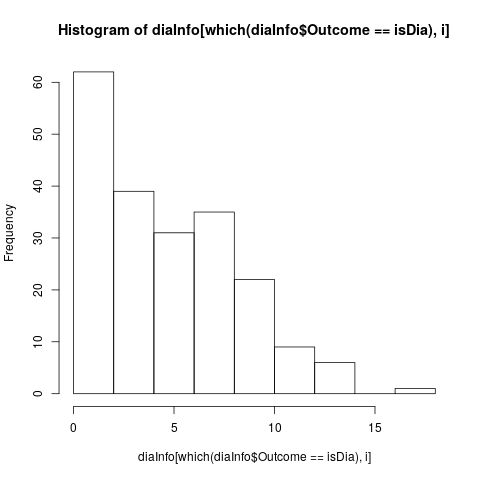 Histogram of diaInfo[which(diaInfo$Outcome == isDia), i]
60
50
40
30
20
10
0
Frequency
0 5 10 15
diaInfo[which(diaInfo$Outcome == isDia), i]